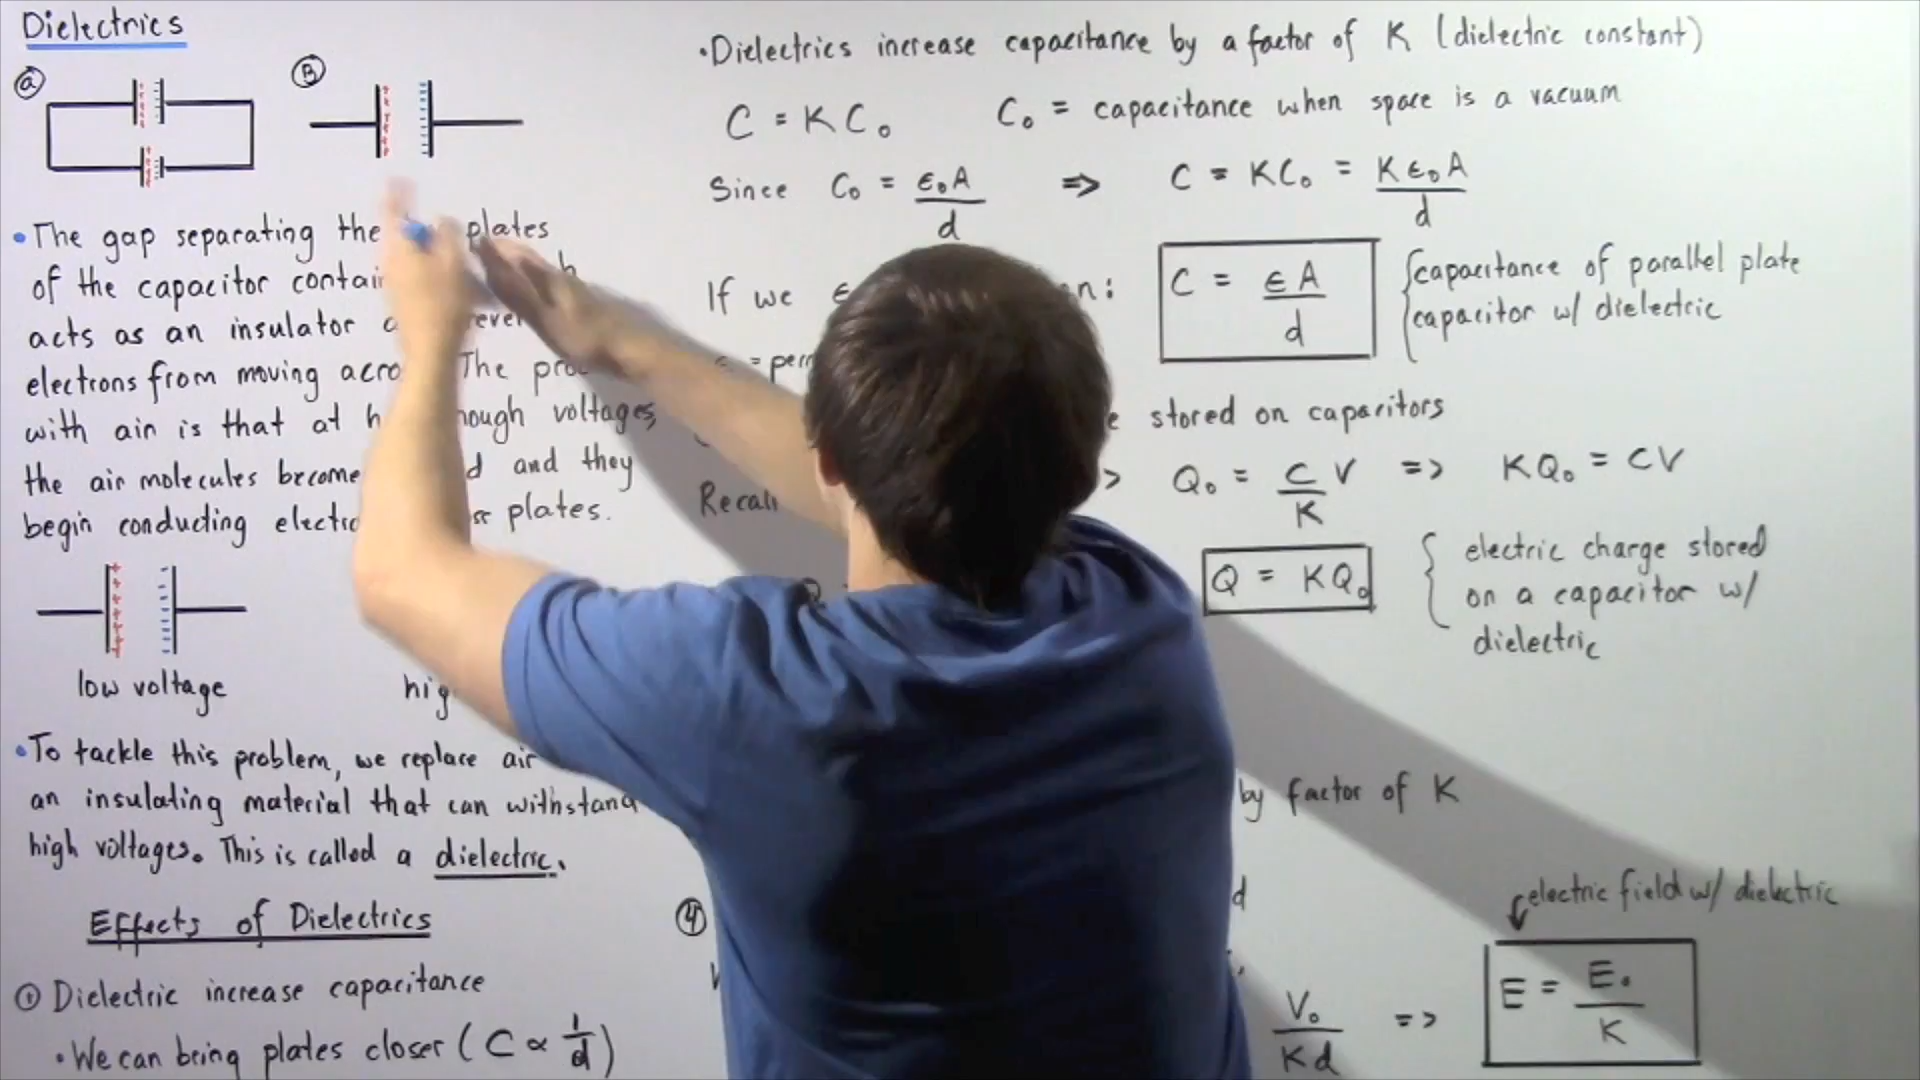 Dielectrics
a
B
The gap separating the plates
of the capacitor
acts as an insulator
electrons from moving The
with air is that at voltages,
the air molecules become and they
begin conducting plates.
low voltage
To tackle this problem, we replace air
an insulating material that can withstand
high voltages. This is called a dielectric.
Effects of Dielectrics
① Dielectric increase capacitance
• We can bring plates closer (C ∝ 1/d)
• Dielectrics increase capacitance by a factor of K (dielectric constant)
C = KC₀ C₀ = capacitance when space is a vacuum
Since C₀ = ε₀A/d => C = KC₀ = Kε₀A/d
If we
C = εA/d
capacitance of parallel plate
capacitor w/ dielectric
stored on capacitors
Recall
Q₀ = C/K V => KQ₀ = CV
Q = KQ₀
electric charge stored
on a capacitor w/
dielectric
by factor of K
④
electric field w/ dielectric
V₀/Kd => E = E₀/K